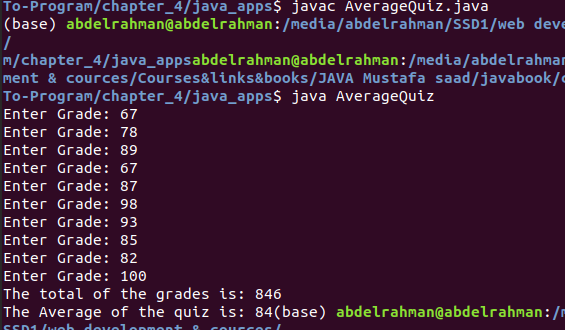 To-Program/chapter_4/java_apps$ javac AverageQuiz.java
(base) abdelrahman@abdelrahman:/media/abdelrahman/SSD1/web deve
/
m/chapter_4/java_appsabdelrahman@abdelrahman:/media/abdelrahman
ment & cources/Courses&links&books/JAVA Mustafa saad/javabook/
To-Program/chapter_4/java_apps$ java AverageQuiz
Enter Grade: 67
Enter Grade: 78
Enter Grade: 89
Enter Grade: 67
Enter Grade: 87
Enter Grade: 98
Enter Grade: 93
Enter Grade: 85
Enter Grade: 82
Enter Grade: 100
The total of the grades is: 846
The Average of the quiz is: 84(base) abdelrahman@abdelrahman:/
SSD1/web development & cources/